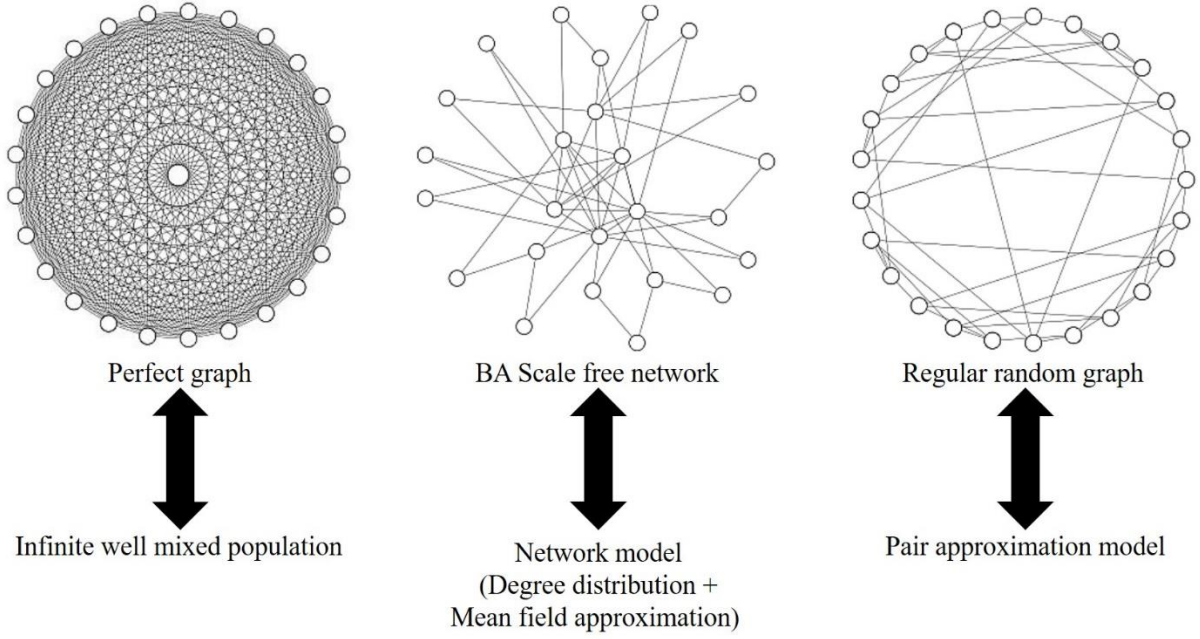 Perfect graph
BA Scale free network
Regular random graph
Infinite well mixed population
Network model
(Degree distribution +
Mean field approximation)
Pair approximation model